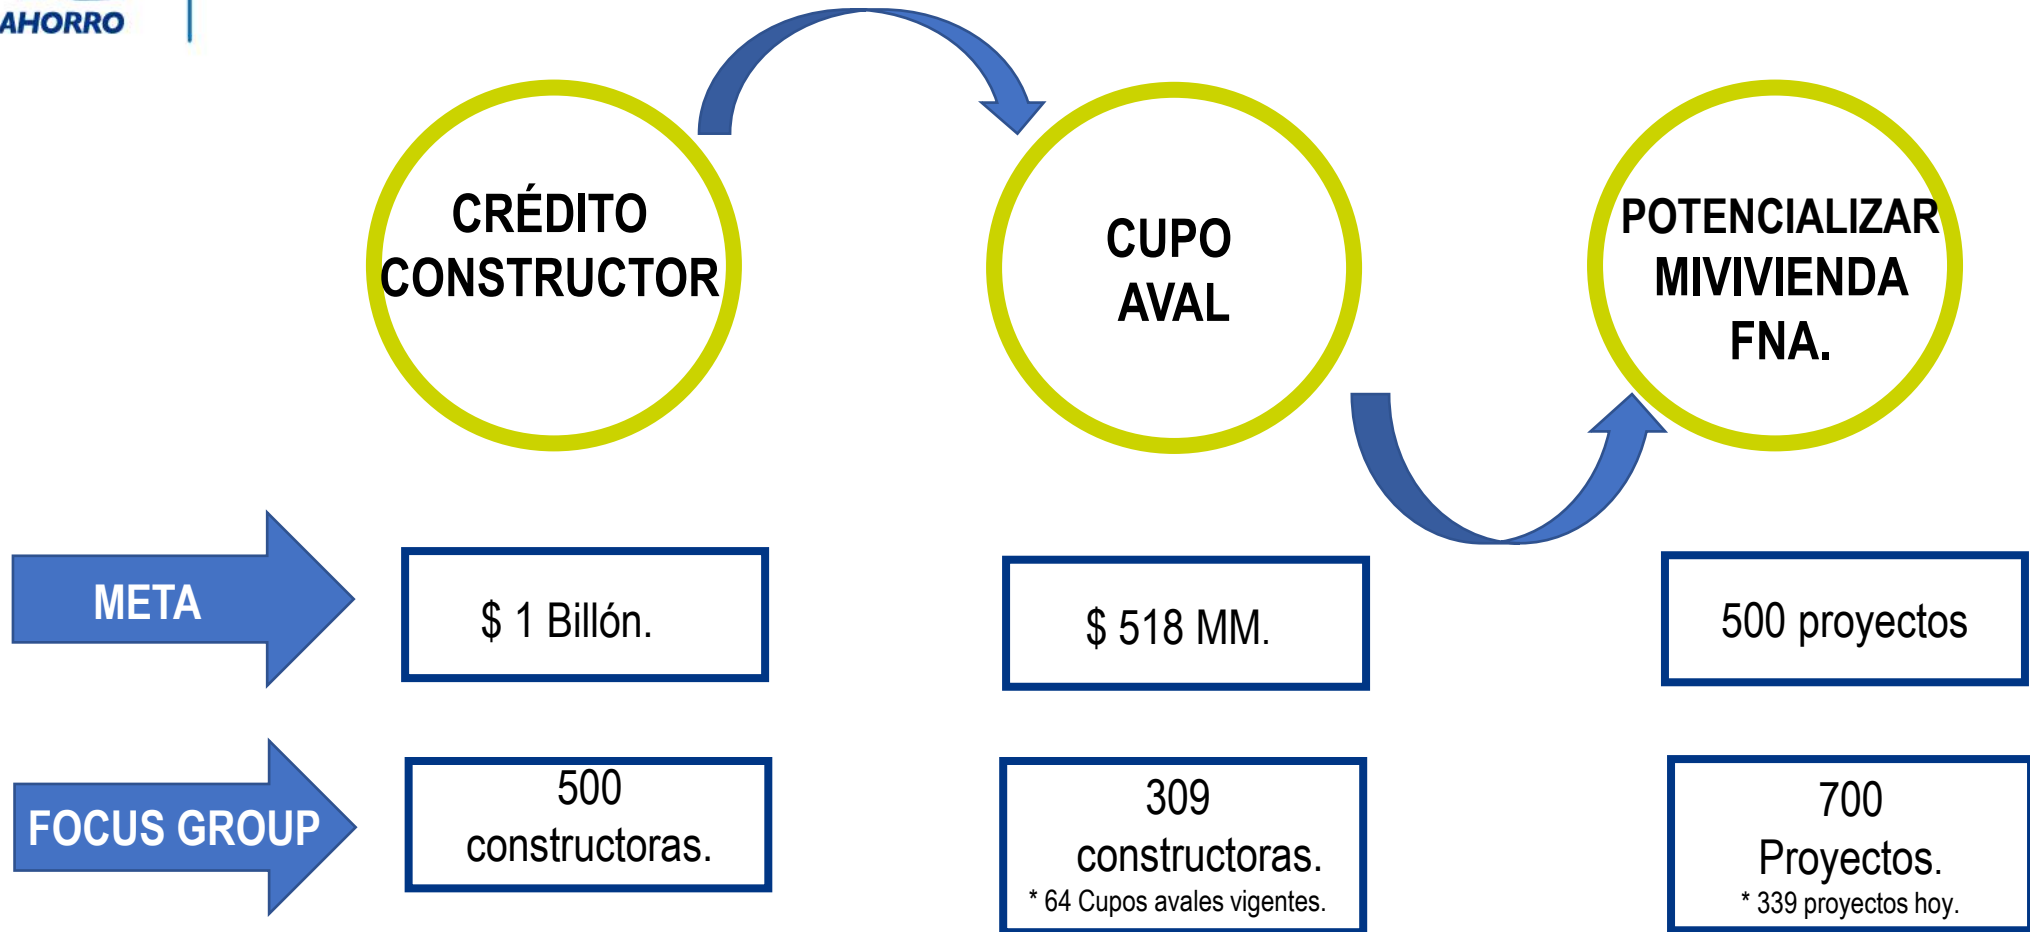 AHORRO
CRÉDITO
CONSTRUCTOR
CUPO
AVAL
POTENCIALIZAR
MIVIVIENDA
FNA.
META
$ 1 Billón.
$ 518 MM.
500 proyectos
FOCUS GROUP
500
constructoras.
309
constructoras.
* 64 Cupos avales vigentes.
700
Proyectos.
* 339 proyectos hoy.